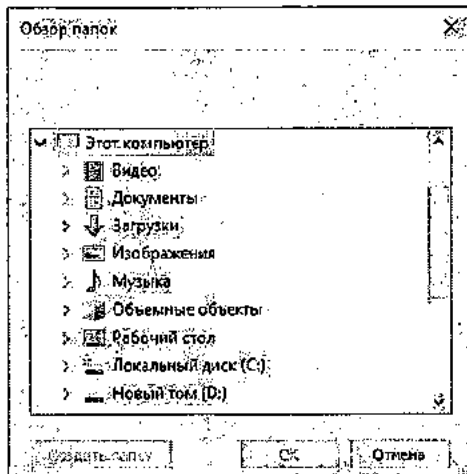 Обзор папок
Этот компьютер
Видео
Документы
Загрузки
Изображения
Музыка
Объемные объекты
Рабочий стол
Локальный диск (C:)
Новый том (D:)
Создать папку
ОК
Отмена